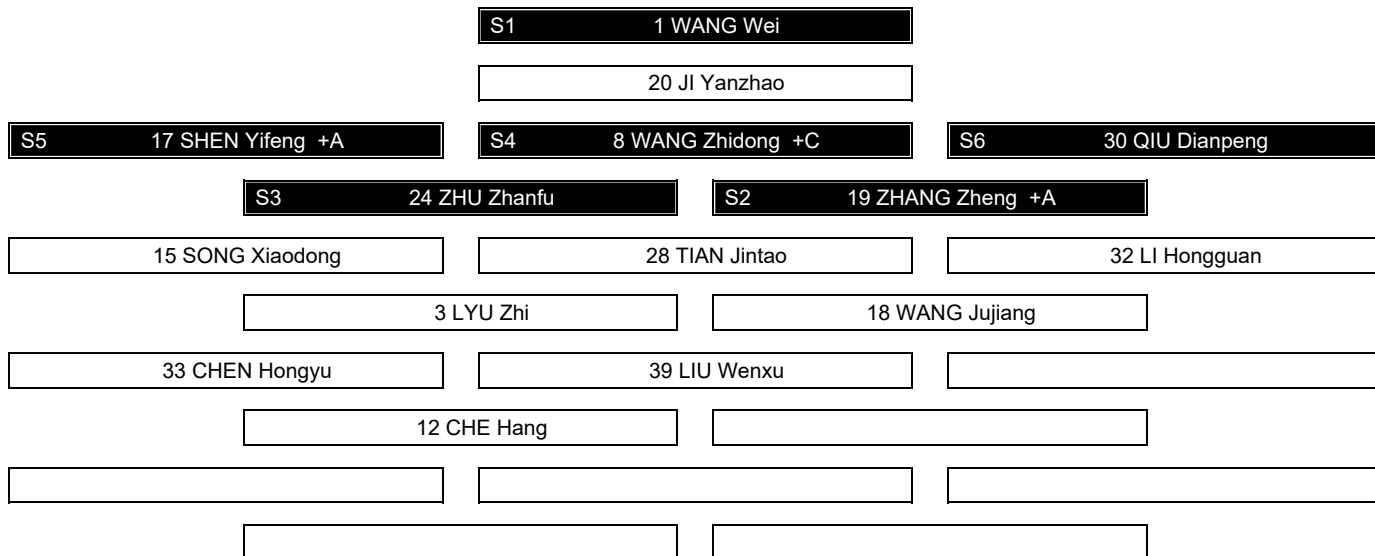 S1 1 WANG Wei
20 JI Yanzhao
S5 17 SHEN Yifeng +A S4 8 WANG Zhidong +C S6 30 QIU Dianpeng
S3 24 ZHU Zhanfu S2 19 ZHANG Zheng +A
15 SONG Xiaodong 28 TIAN Jintao 32 LI Hongguan
3 LYU Zhi 18 WANG Jujiang
33 CHEN Hongyu 39 LIU Wenxu
12 CHE Hang